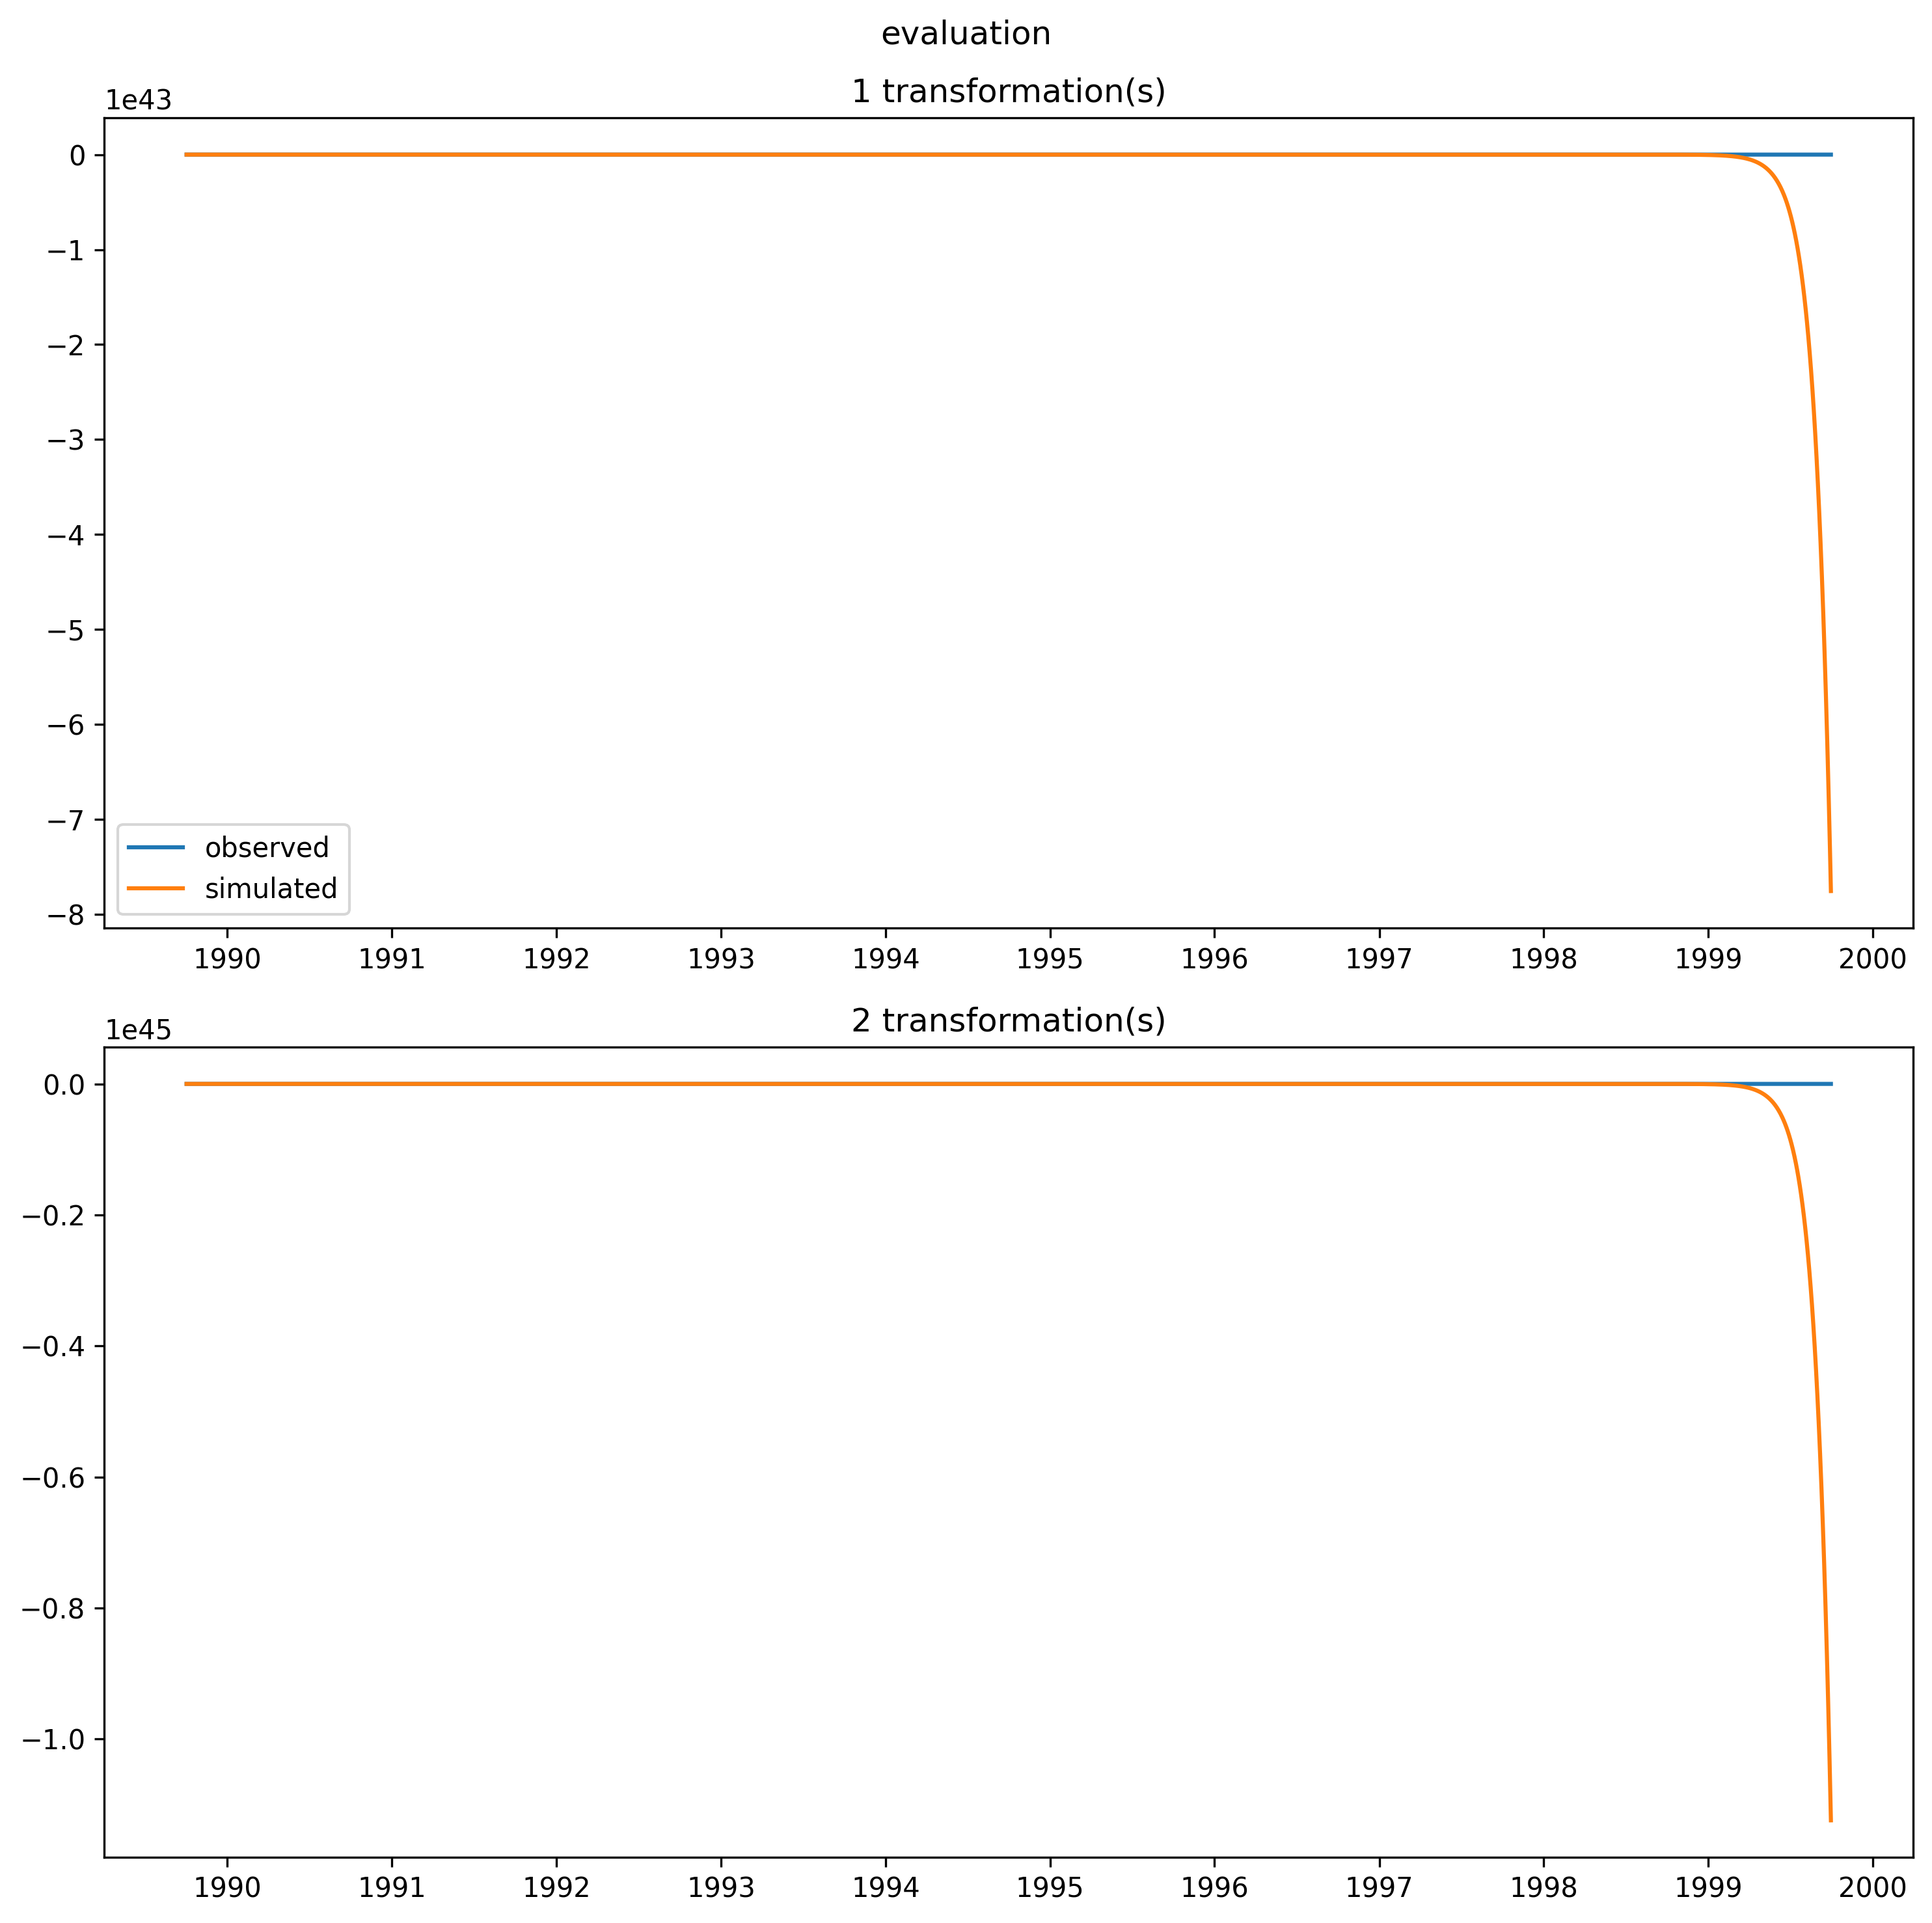 evaluation
1 transformation(s)
1e43
0
−1
−2
−3
−4
−5
−6
−7
−8
observed
simulated
1990 1991 1992 1993 1994 1995 1996 1997 1998 1999 2000
2 transformation(s)
1e45
0.0
−0.2
−0.4
−0.6
−0.8
−1.0
1990 1991 1992 1993 1994 1995 1996 1997 1998 1999 2000